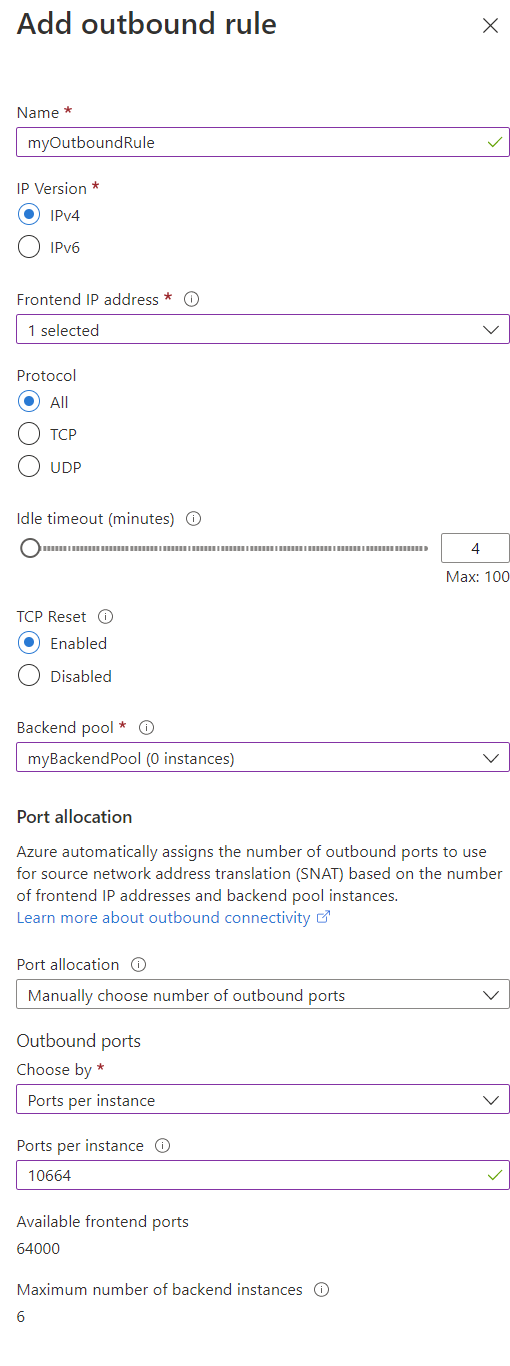 Add outbound rule
Name *
myOutboundRule
IP Version *
IPv4
IPv6
Frontend IP address *
1 selected
Protocol
All
TCP
UDP
Idle timeout (minutes)
4
Max: 100
TCP Reset
Enabled
Disabled
Backend pool *
myBackendPool (0 instances)
Port allocation
Azure automatically assigns the number of outbound ports to use
for source network address translation (SNAT) based on the number
of frontend IP addresses and backend pool instances.
Learn more about outbound connectivity
Port allocation
Manually choose number of outbound ports
Outbound ports
Choose by *
Ports per instance
Ports per instance
10664
Available frontend ports
64000
Maximum number of backend instances
6